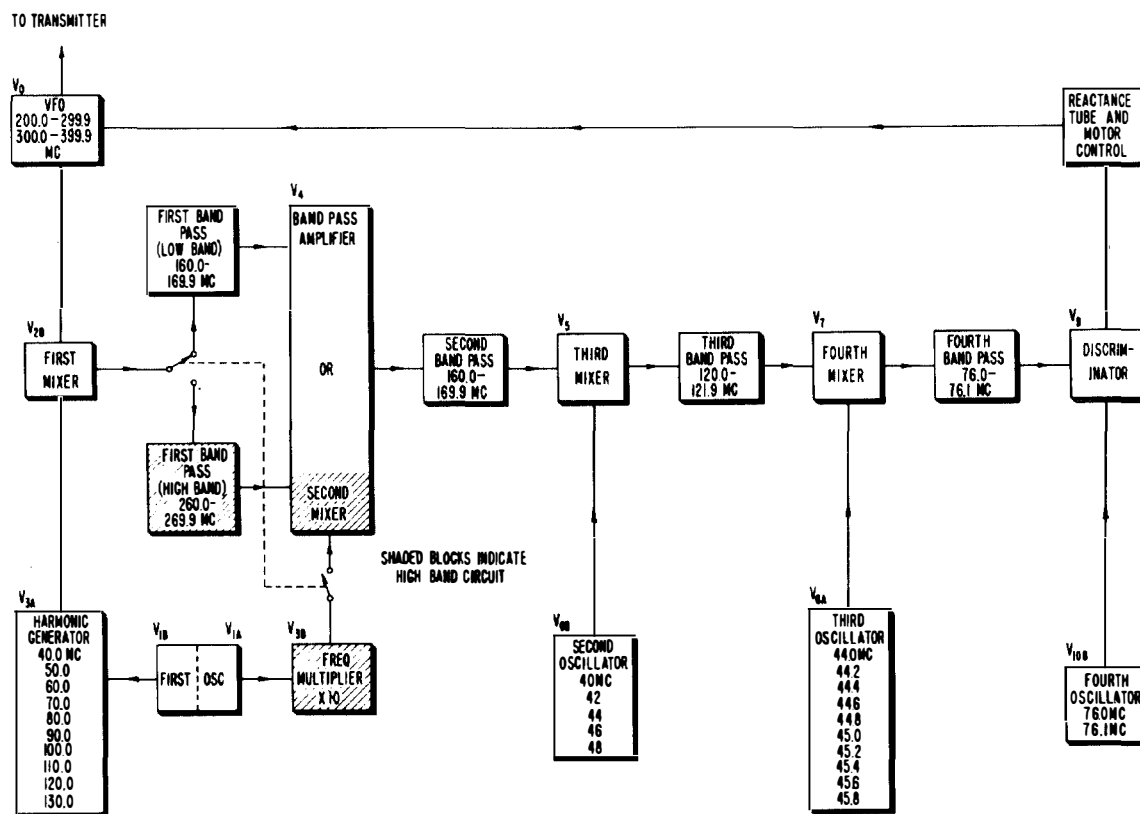 TO TRANSMITTER
V0
VFO
200.0-299.9
300.0-399.9
MC
REACTANCE
TUBE AND
MOTOR
CONTROL
FIRST BAND
PASS
(LOW BAND)
160.0-
169.9 MC
V4
BAND PASS
AMPLIFIER
OR
SECOND
MIXER
V2B
FIRST
MIXER
FIRST BAND
PASS
(HIGH BAND)
260.0-
269.9 MC
SECOND
BAND PASS
160.0-
169.9 MC
V5
THIRD
MIXER
THIRD
BAND PASS
120.0-
121.9 MC
V7
FOURTH
MIXER
FOURTH
BAND PASS
76.0-
76.1 MC
V9
DISCRIM-
INATOR
SHADED BLOCKS INDICATE
HIGH BAND CIRCUIT
V3A
HARMONIC
GENERATOR
40.0 MC
50.0
60.0
70.0
80.0
90.0
100.0
110.0
120.0
130.0
V1B
V1A
FIRST OSC
V3B
FREQ
MULTIPLIER
X 10
V6B
SECOND
OSCILLATOR
40MC
42
44
46
48
V6A
THIRD
OSCILLATOR
44.0MC
44.2
44.4
44.6
44.8
45.0
45.2
45.4
45.6
45.8
V10B
FOURTH
OSCILLATOR
76.0MC
76.1MC